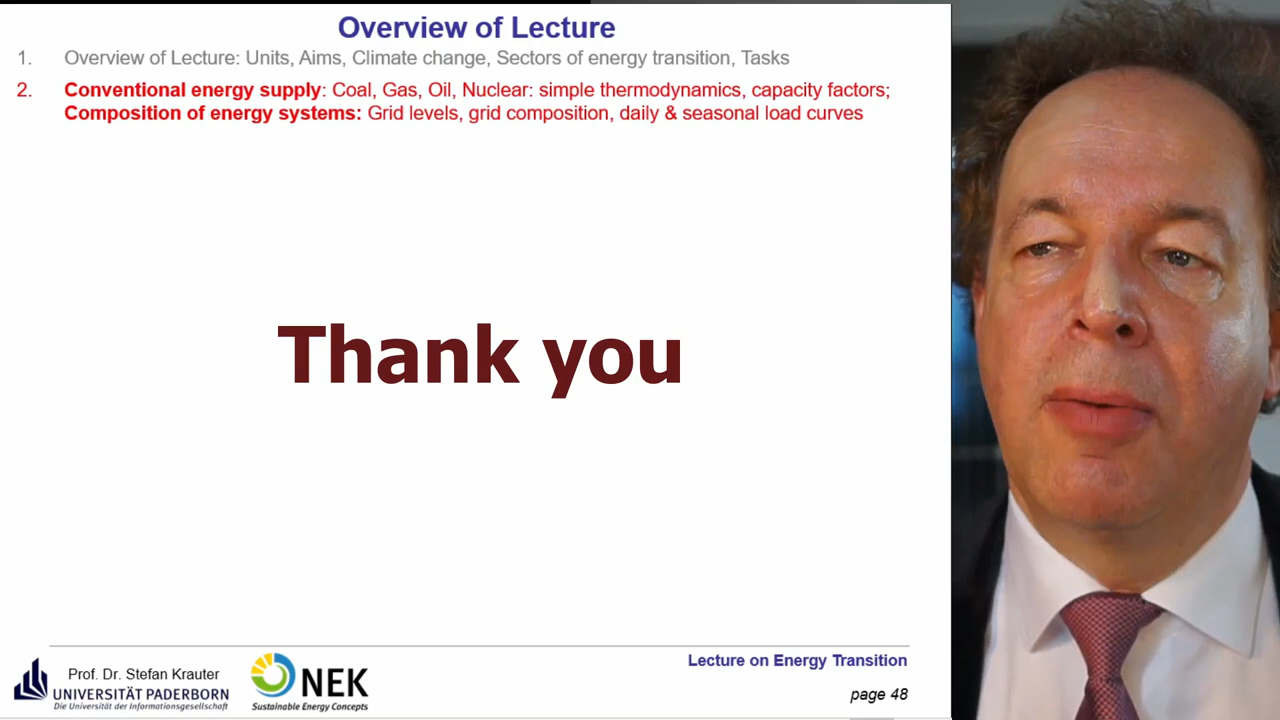 Overview of Lecture
1. Overview of Lecture: Units, Aims, Climate change, Sectors of energy transition, Tasks
2. Conventional energy supply: Coal, Gas, Oil, Nuclear: simple thermodynamics, capacity factors;
Composition of energy systems: Grid levels, grid composition, daily & seasonal load curves
Thank you
Prof. Dr. Stefan Krauter
UNIVERSITÄT PADERBORN
Die Universität der Informationsgesellschaft
NEK
Sustainable Energy Concepts
Lecture on Energy Transition
page 48